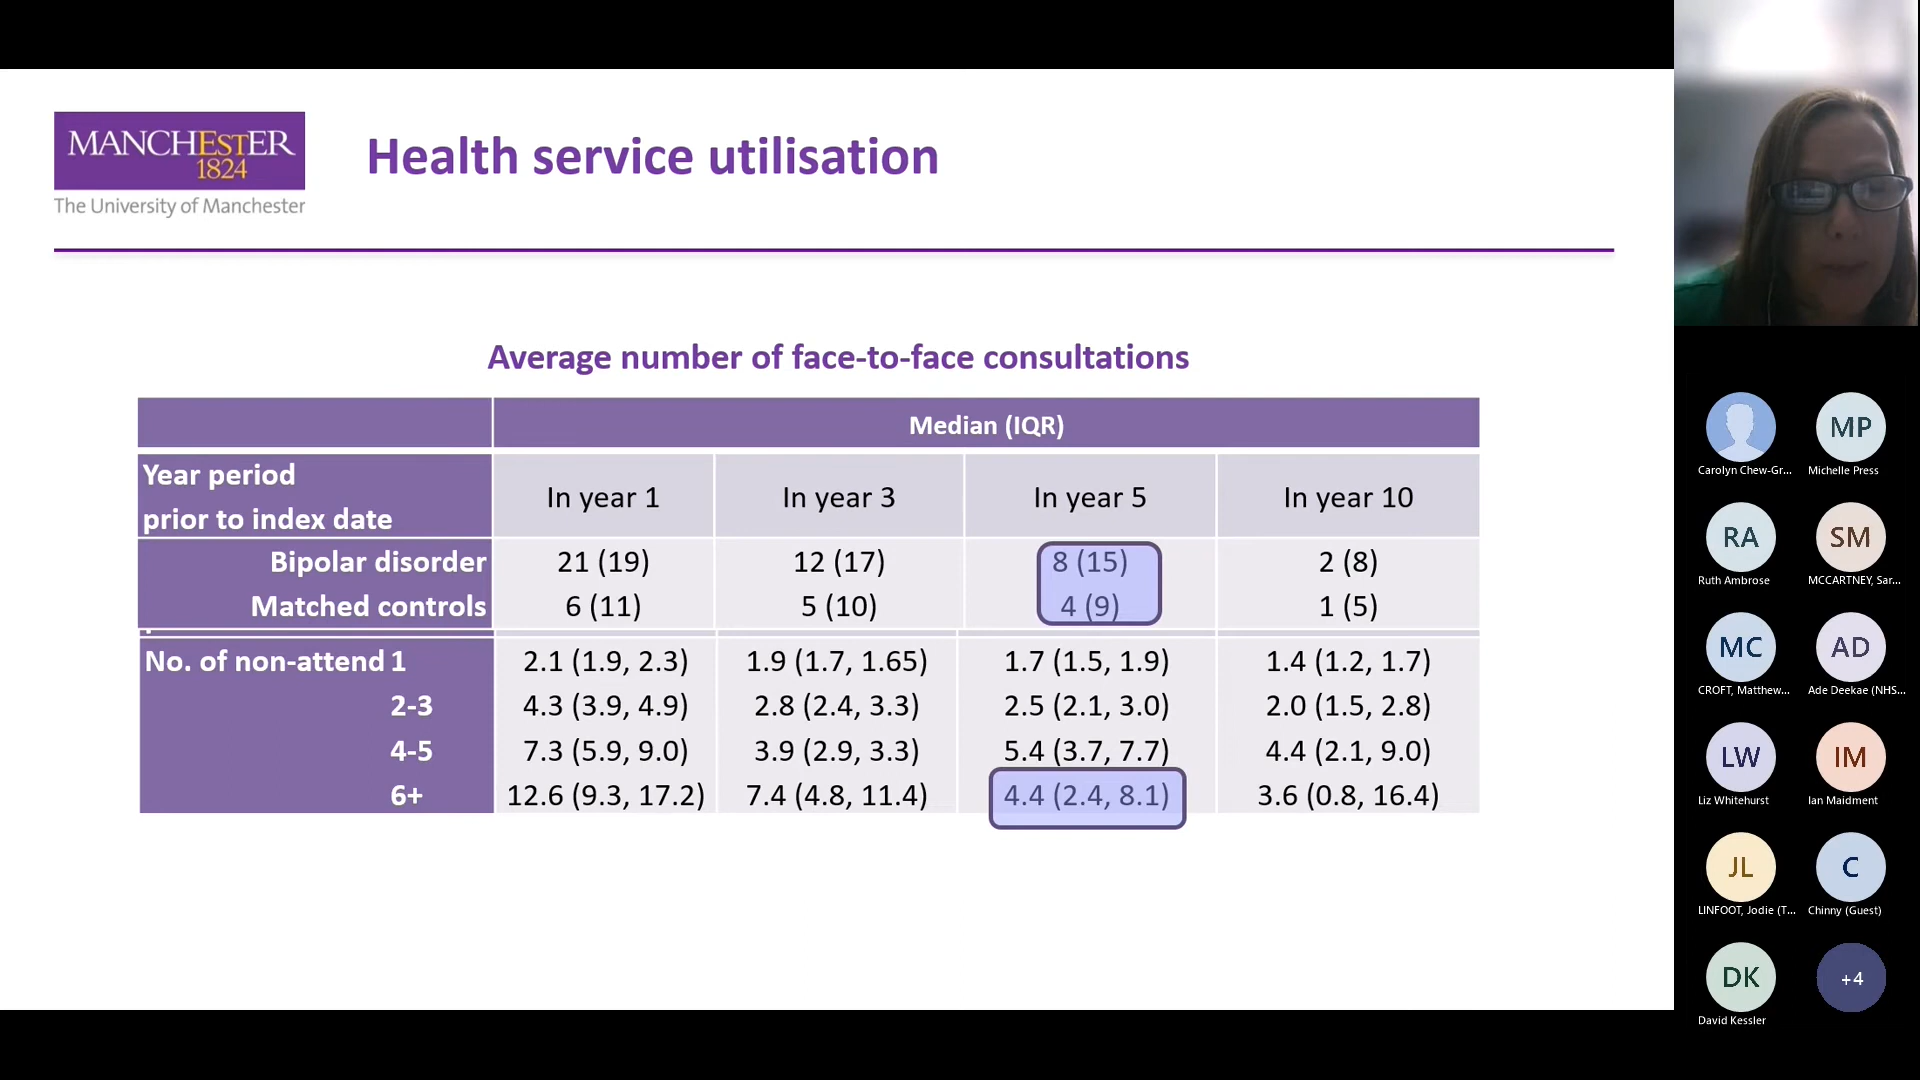 MANCHESTER
1824
The University of Manchester
Health service utilisation
Average number of face-to-face consultations
Median (IQR)
Year period
prior to index date
In year 1
In year 3
In year 5
In year 10
Bipolar disorder
21 (19)
12 (17)
8 (15)
2 (8)
Matched controls
6 (11)
5 (10)
4 (9)
1 (5)
No. of non-attend 1
2.1 (1.9, 2.3)
1.9 (1.7, 1.65)
1.7 (1.5, 1.9)
1.4 (1.2, 1.7)
2-3
4.3 (3.9, 4.9)
2.8 (2.4, 3.3)
2.5 (2.1, 3.0)
2.0 (1.5, 2.8)
4-5
7.3 (5.9, 9.0)
3.9 (2.9, 3.3)
5.4 (3.7, 7.7)
4.4 (2.1, 9.0)
6+
12.6 (9.3, 17.2)
7.4 (4.8, 11.4)
4.4 (2.4, 8.1)
3.6 (0.8, 16.4)
Carolyn Chew-Gr...
MP
Michelle Press
RA
Ruth Ambrose
SM
MCCARTNEY, Sar...
MC
CROFT, Matthew...
AD
Ade Deekae (NHS...
LW
Liz Whitehurst
IM
Ian Maidment
JL
LINFOOT, Jodie (T...
C
Chinny (Guest)
DK
David Kessler
+4